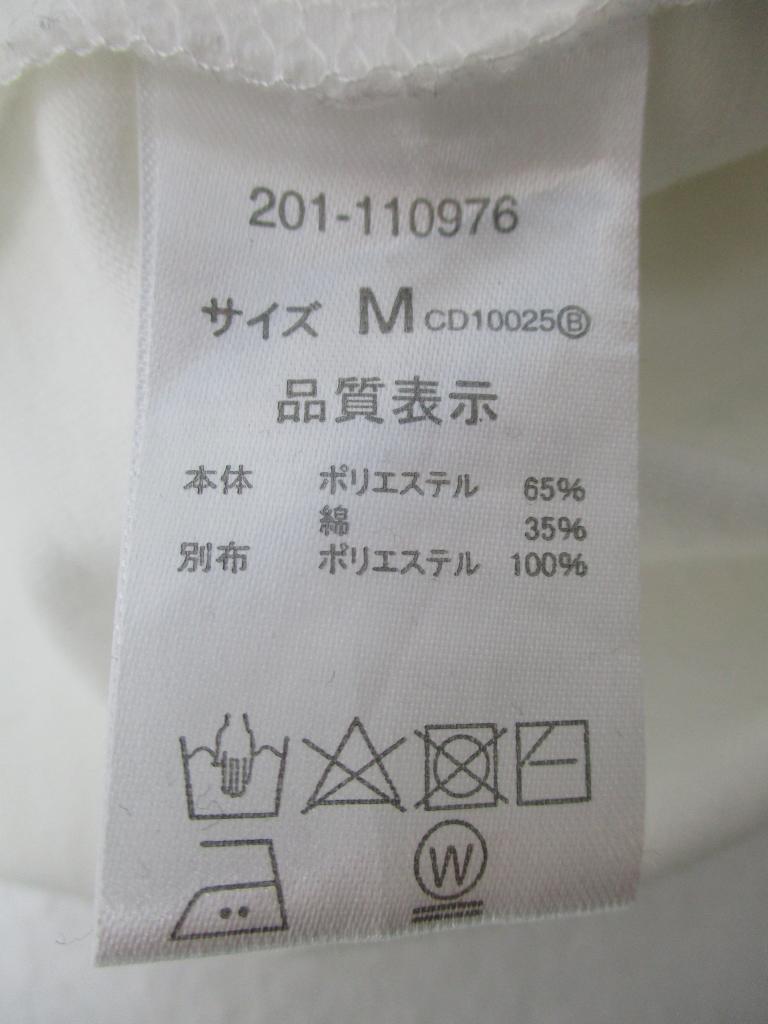 201-110976
サイズ M CD10025Ⓑ
品質表示
本体 ポリエステル 65%
綿 35%
別布 ポリエステル 100%
W